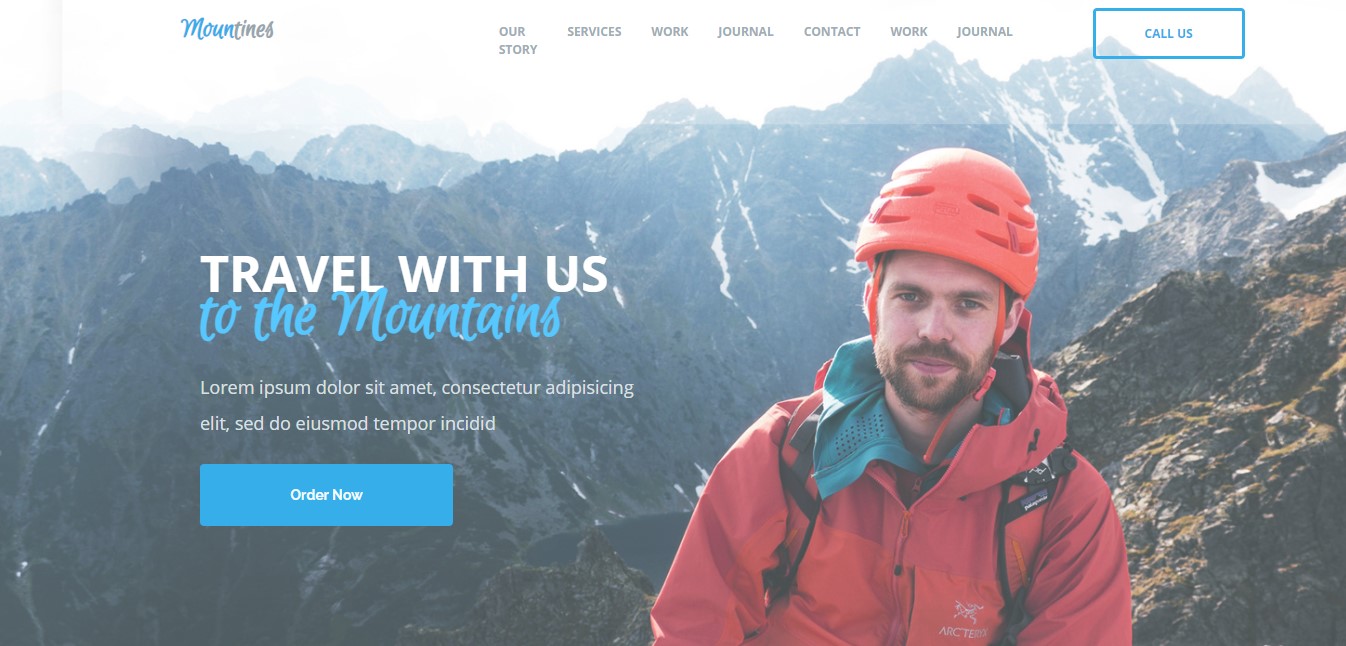 Mountines
OUR STORY
SERVICES
WORK
JOURNAL
CONTACT
WORK
JOURNAL
CALL US
TRAVEL WITH US
to the Mountains
Lorem ipsum dolor sit amet, consectetur adipisicing
elit, sed do eiusmod tempor incidid
Order Now
patagonia
ARC'TERYX